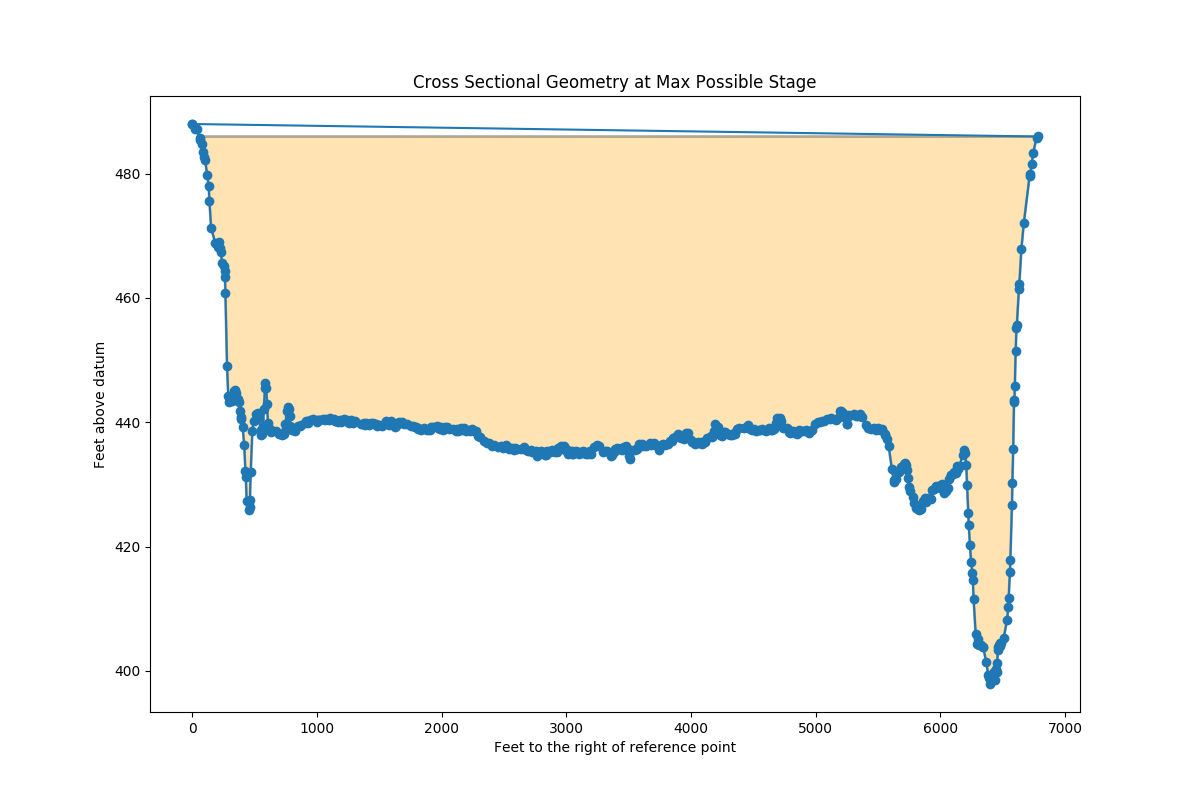 Cross Sectional Geometry at Max Possible Stage
Feet above datum
480
460
440
420
400
0 1000 2000 3000 4000 5000 6000 7000
Feet to the right of reference point